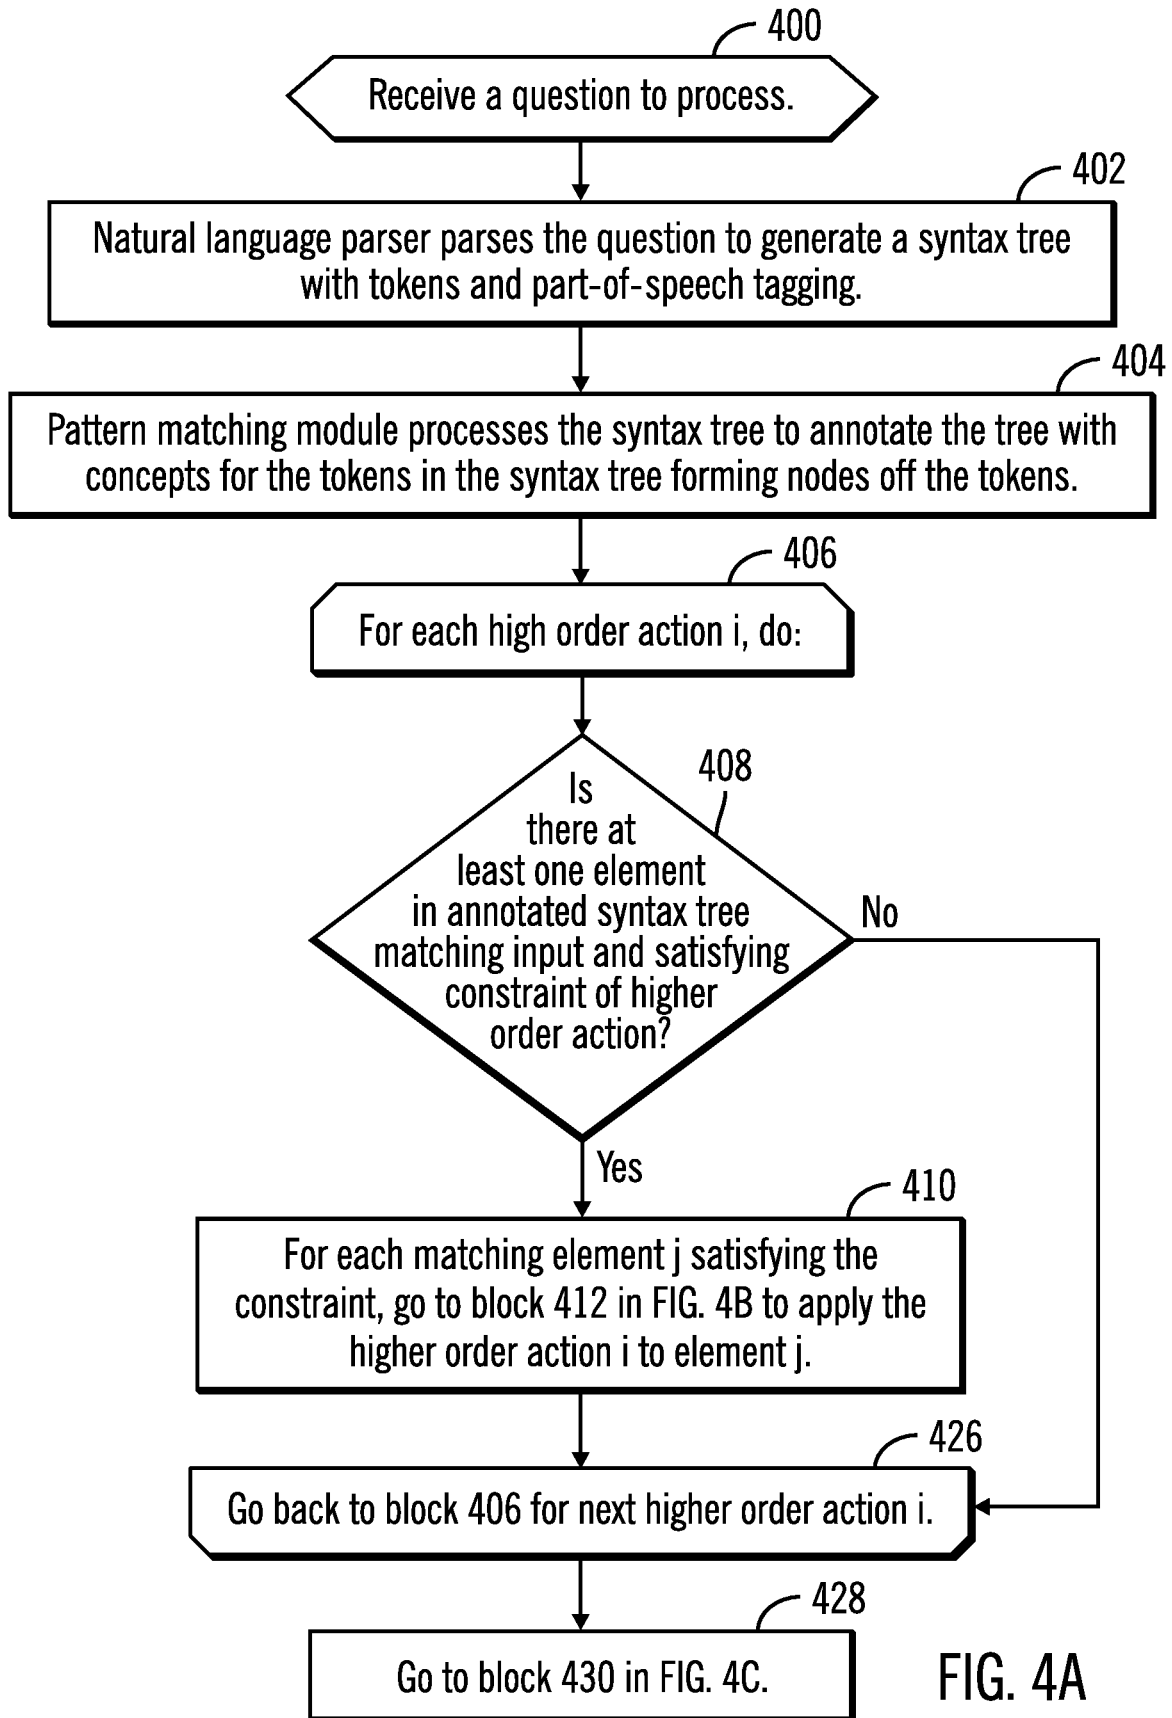 400
Receive a question to process.
402
Natural language parser parses the question to generate a syntax tree
with tokens and part-of-speech tagging.
404
Pattern matching module processes the syntax tree to annotate the tree with
concepts for the tokens in the syntax tree forming nodes off the tokens.
406
For each high order action i, do:
408
Is
there at
least one element
in annotated syntax tree
matching input and satisfying
constraint of higher
order action?
No
Yes
410
For each matching element j satisfying the
constraint, go to block 412 in FIG. 4B to apply the
higher order action i to element j.
426
Go back to block 406 for next higher order action i.
428
Go to block 430 in FIG. 4C.
FIG. 4A